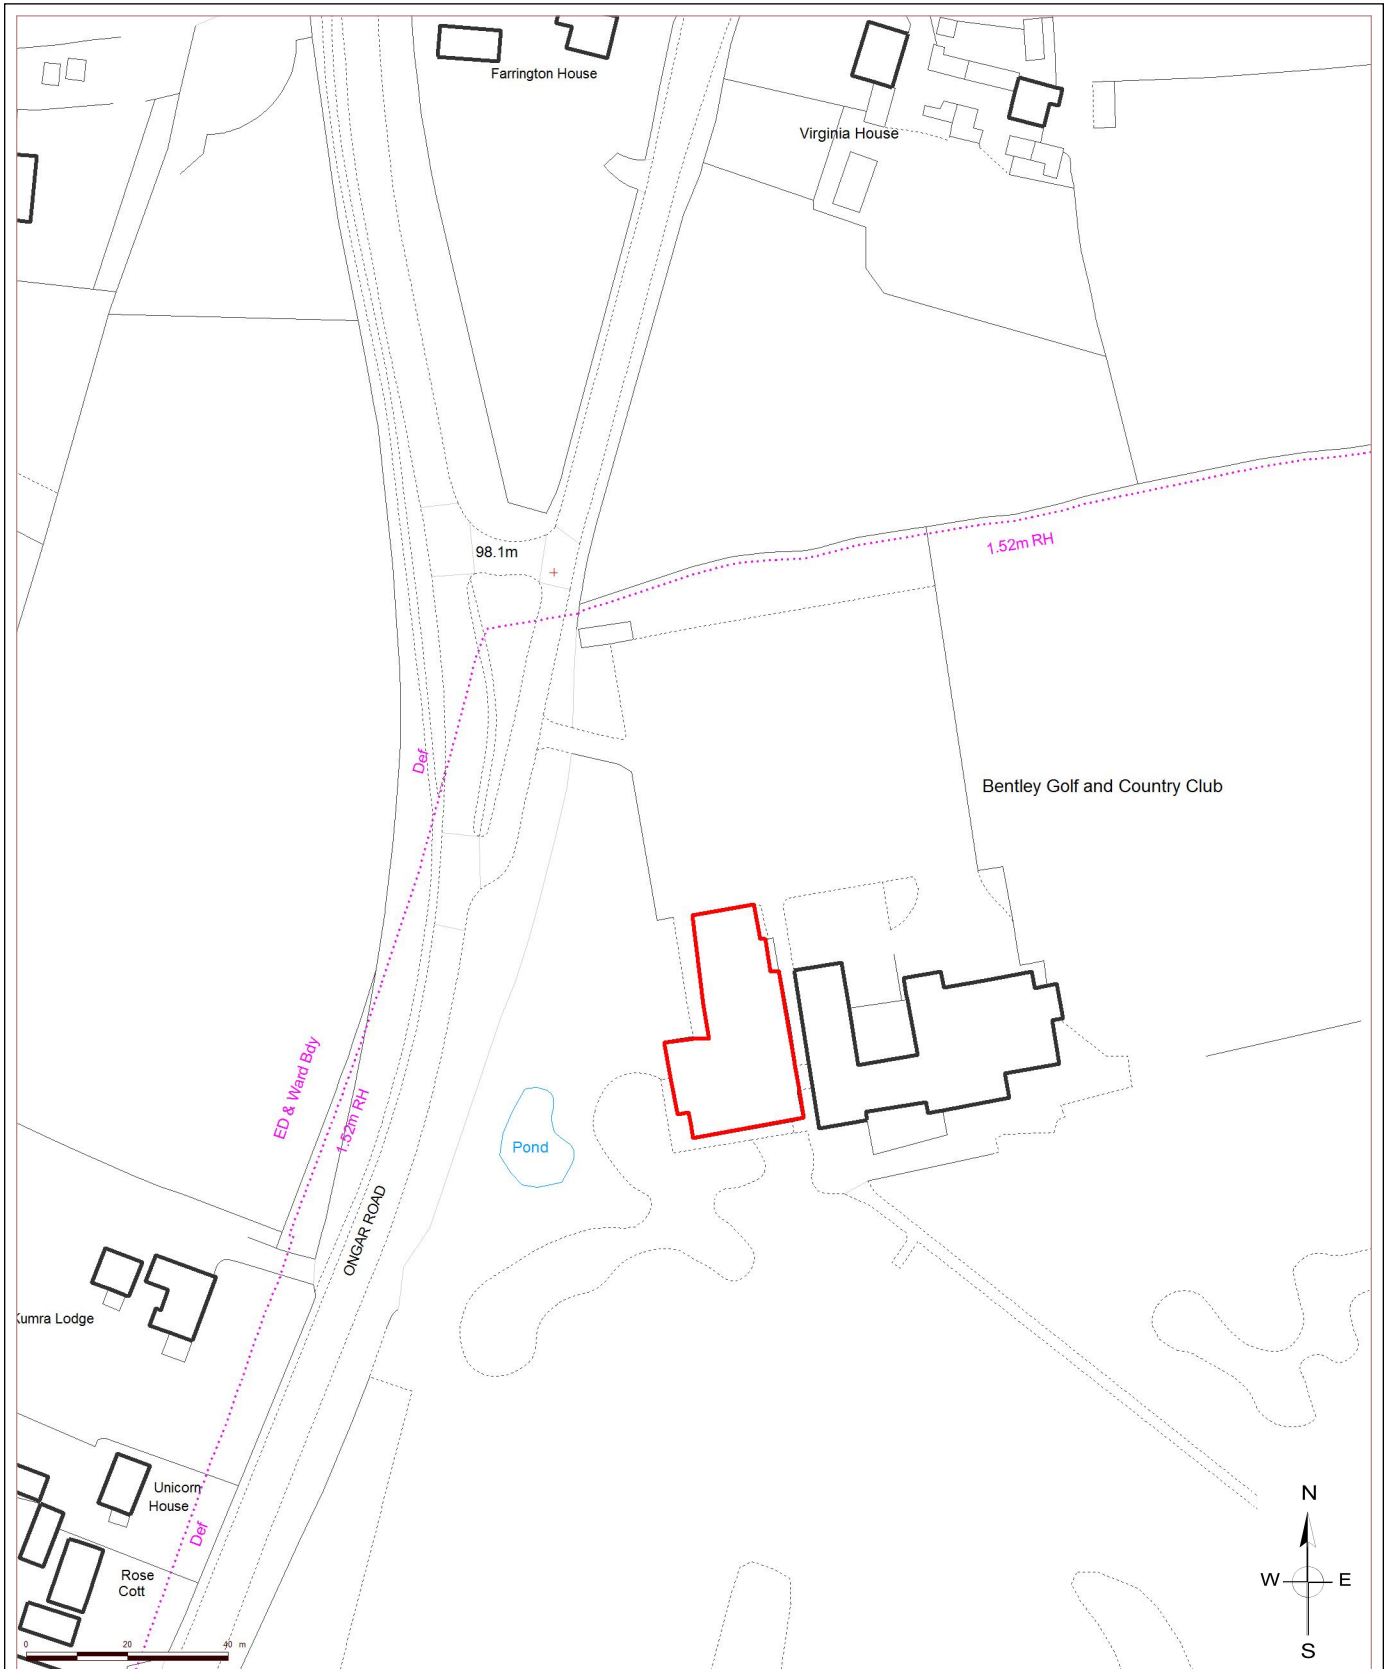 Farrington House
Virginia House
98.1m
1.52m RH
Def
Bentley Golf and Country Club
ED & Ward Bdy
1.52m RH
Pond
ONGAR ROAD
Kumra Lodge
Unicorn
House
Def
Rose
Cott
N
W E
S
0 20 40 m